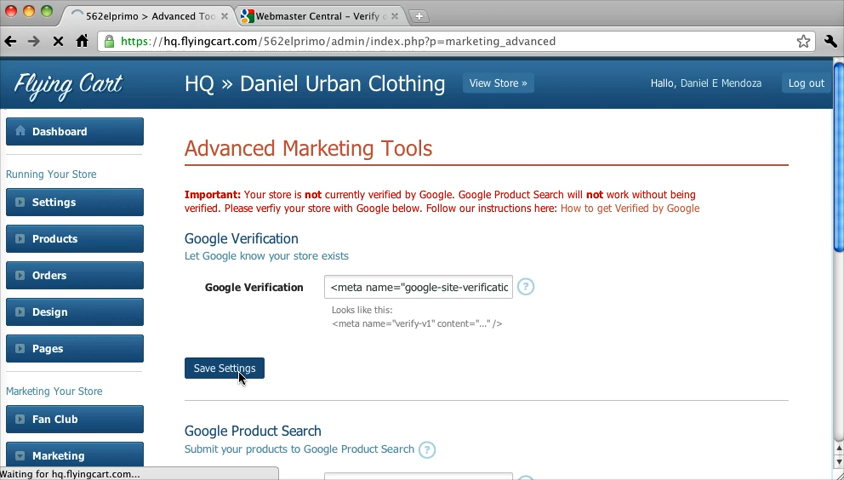 562elprimo > Advanced Tool
Webmaster Central – Verify
https://hq.flyingcart.com/562elprimo/admin/index.php?p=marketing_advanced
Flying Cart
HQ » Daniel Urban Clothing
View Store »
Hallo, Daniel E Mendoza
Log out
Dashboard
Running Your Store
Settings
Products
Orders
Design
Pages
Marketing Your Store
Fan Club
Marketing
Advanced Marketing Tools
Important: Your store is not currently verified by Google. Google Product Search will not work without being
verified. Please verfiy your store with Google below. Follow our instructions here: How to get Verified by Google
Google Verification
Let Google know your store exists
Google Verification
<meta name="google-site-verificatic
?
Looks like this:
<meta name="verify-v1" content="..." />
Save Settings
Google Product Search
Submit your products to Google Product Search ?
Waiting for hq.flyingcart.com...